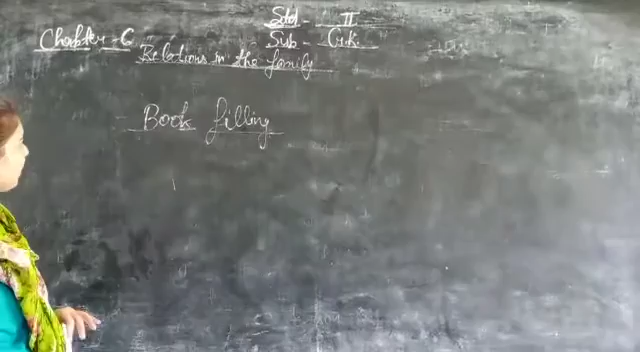 Std - II
Chapter - 6 Sub - G.K.
Relations in the family
Book filling